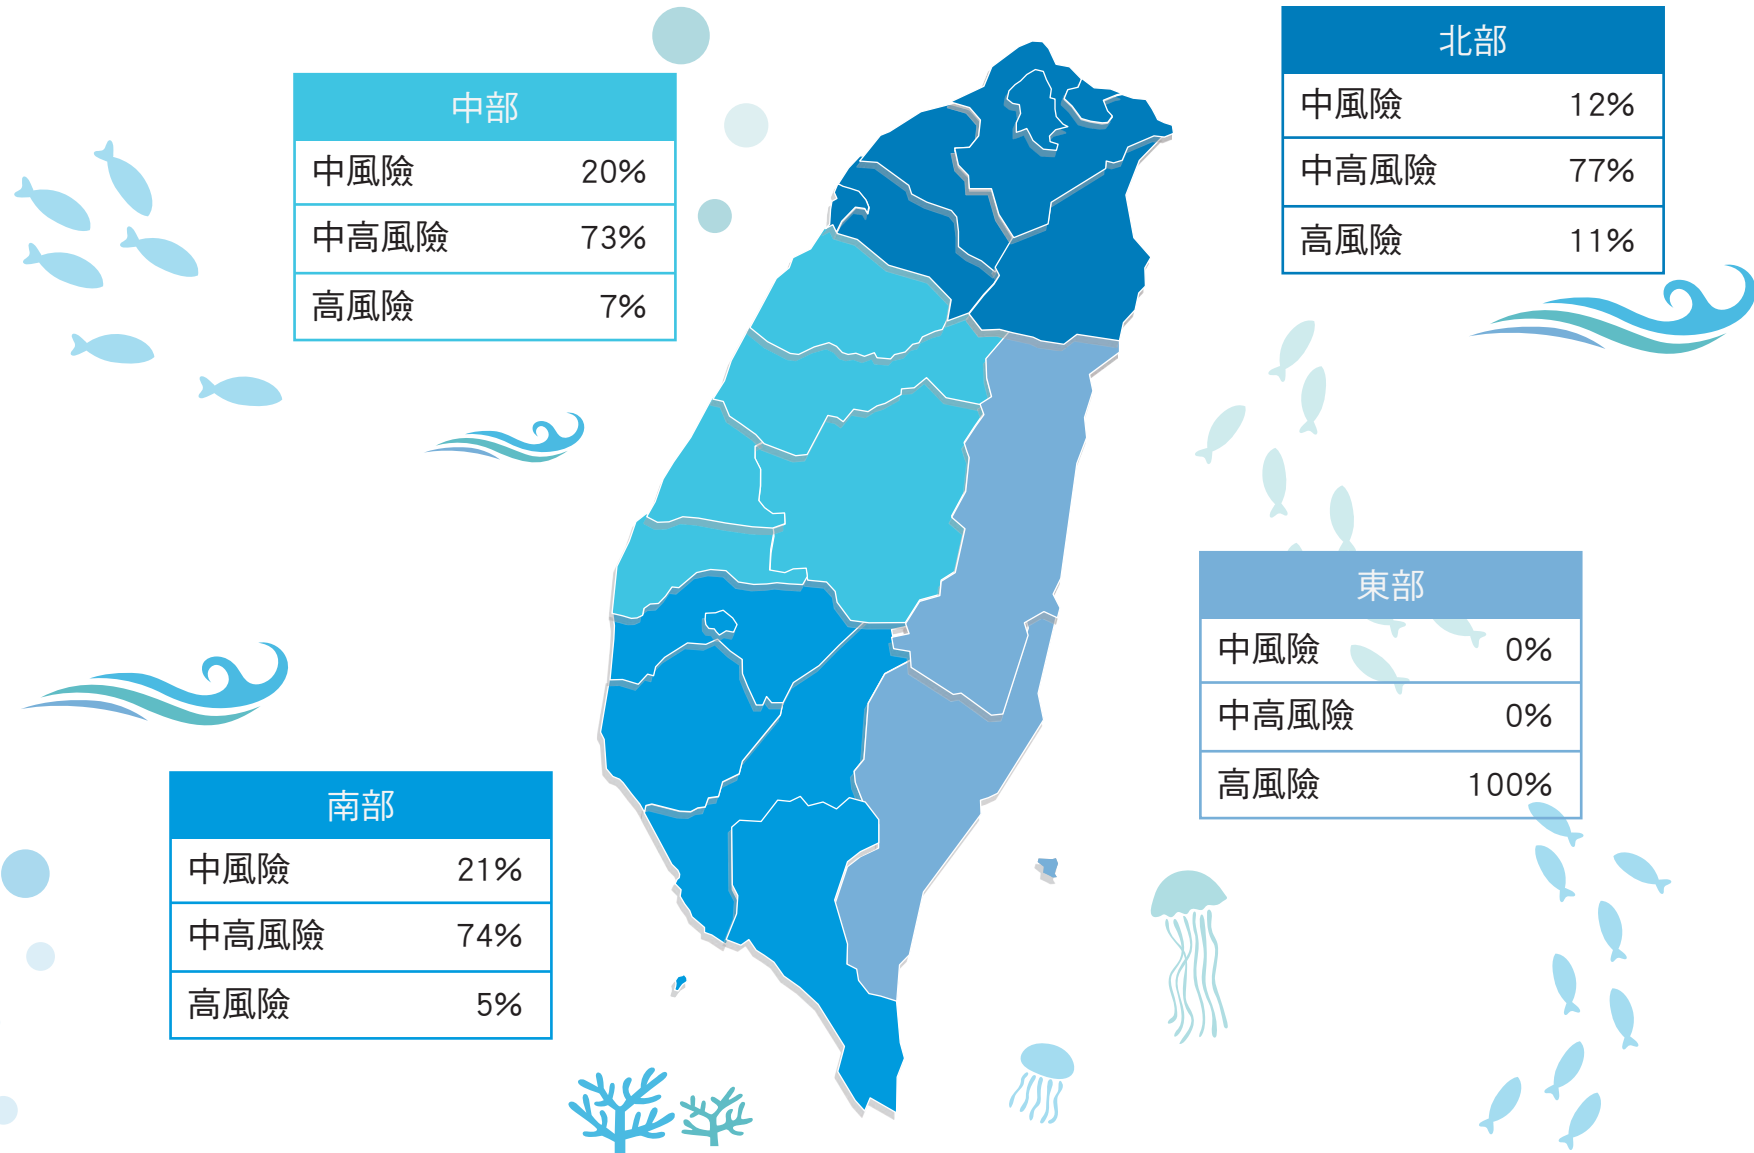 北部
中風險 12%
中高風險 77%
高風險 11%
中部
中風險 20%
中高風險 73%
高風險 7%
東部
中風險 0%
中高風險 0%
高風險 100%
南部
中風險 21%
中高風險 74%
高風險 5%